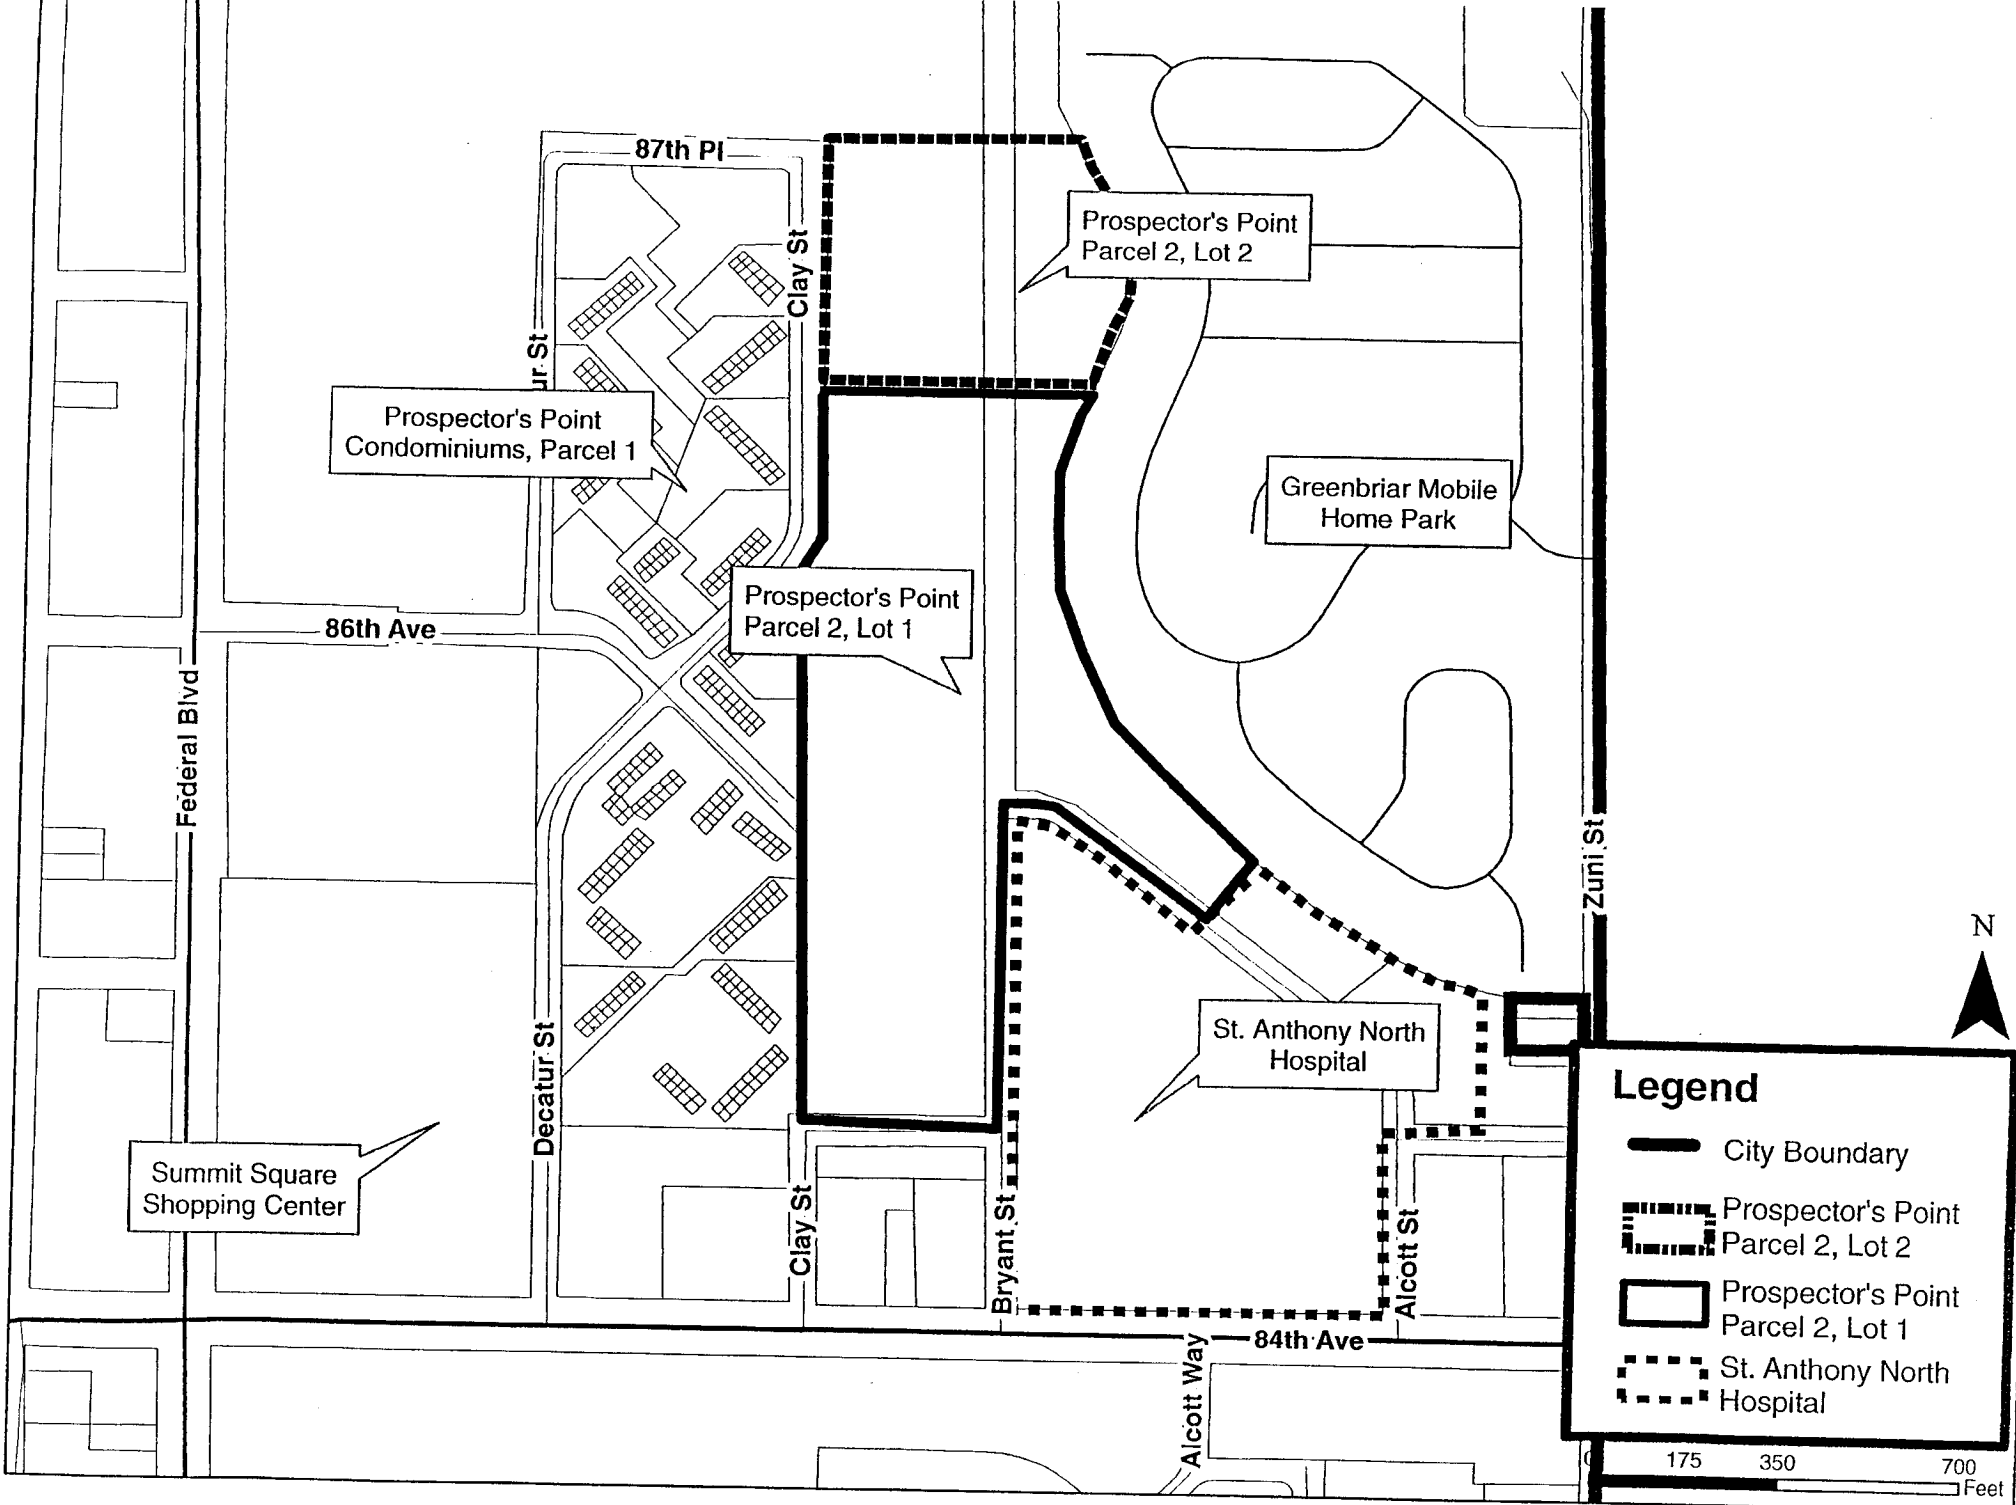 87th Pl
Clay St
Prospector's Point
Parcel 2, Lot 2
ur St
Prospector's Point
Condominiums, Parcel 1
Greenbriar Mobile
Home Park
Prospector's Point
Parcel 2, Lot 1
86th Ave
Federal Blvd
Zuni St
N
St. Anthony North
Hospital
Decatur St
Summit Square
Shopping Center
Clay St
Bryant St
Alcott St
84th Ave
Alcott Way
Legend
City Boundary
Prospector's Point
Parcel 2, Lot 2
Prospector's Point
Parcel 2, Lot 1
St. Anthony North
Hospital
175 350 700
Feet